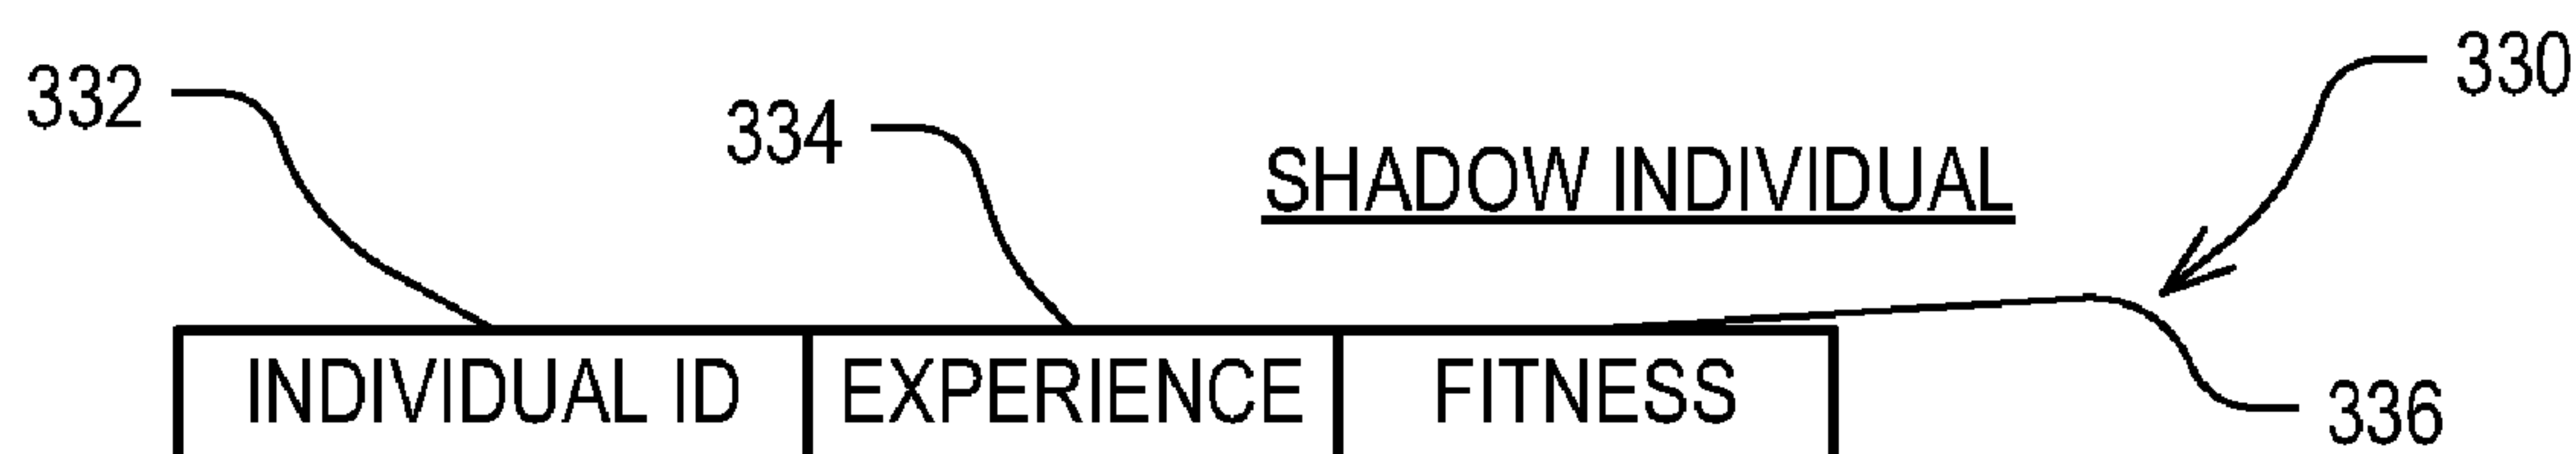 330
332
334
SHADOW INDIVIDUAL
INDIVIDUAL ID EXPERIENCE FITNESS
336